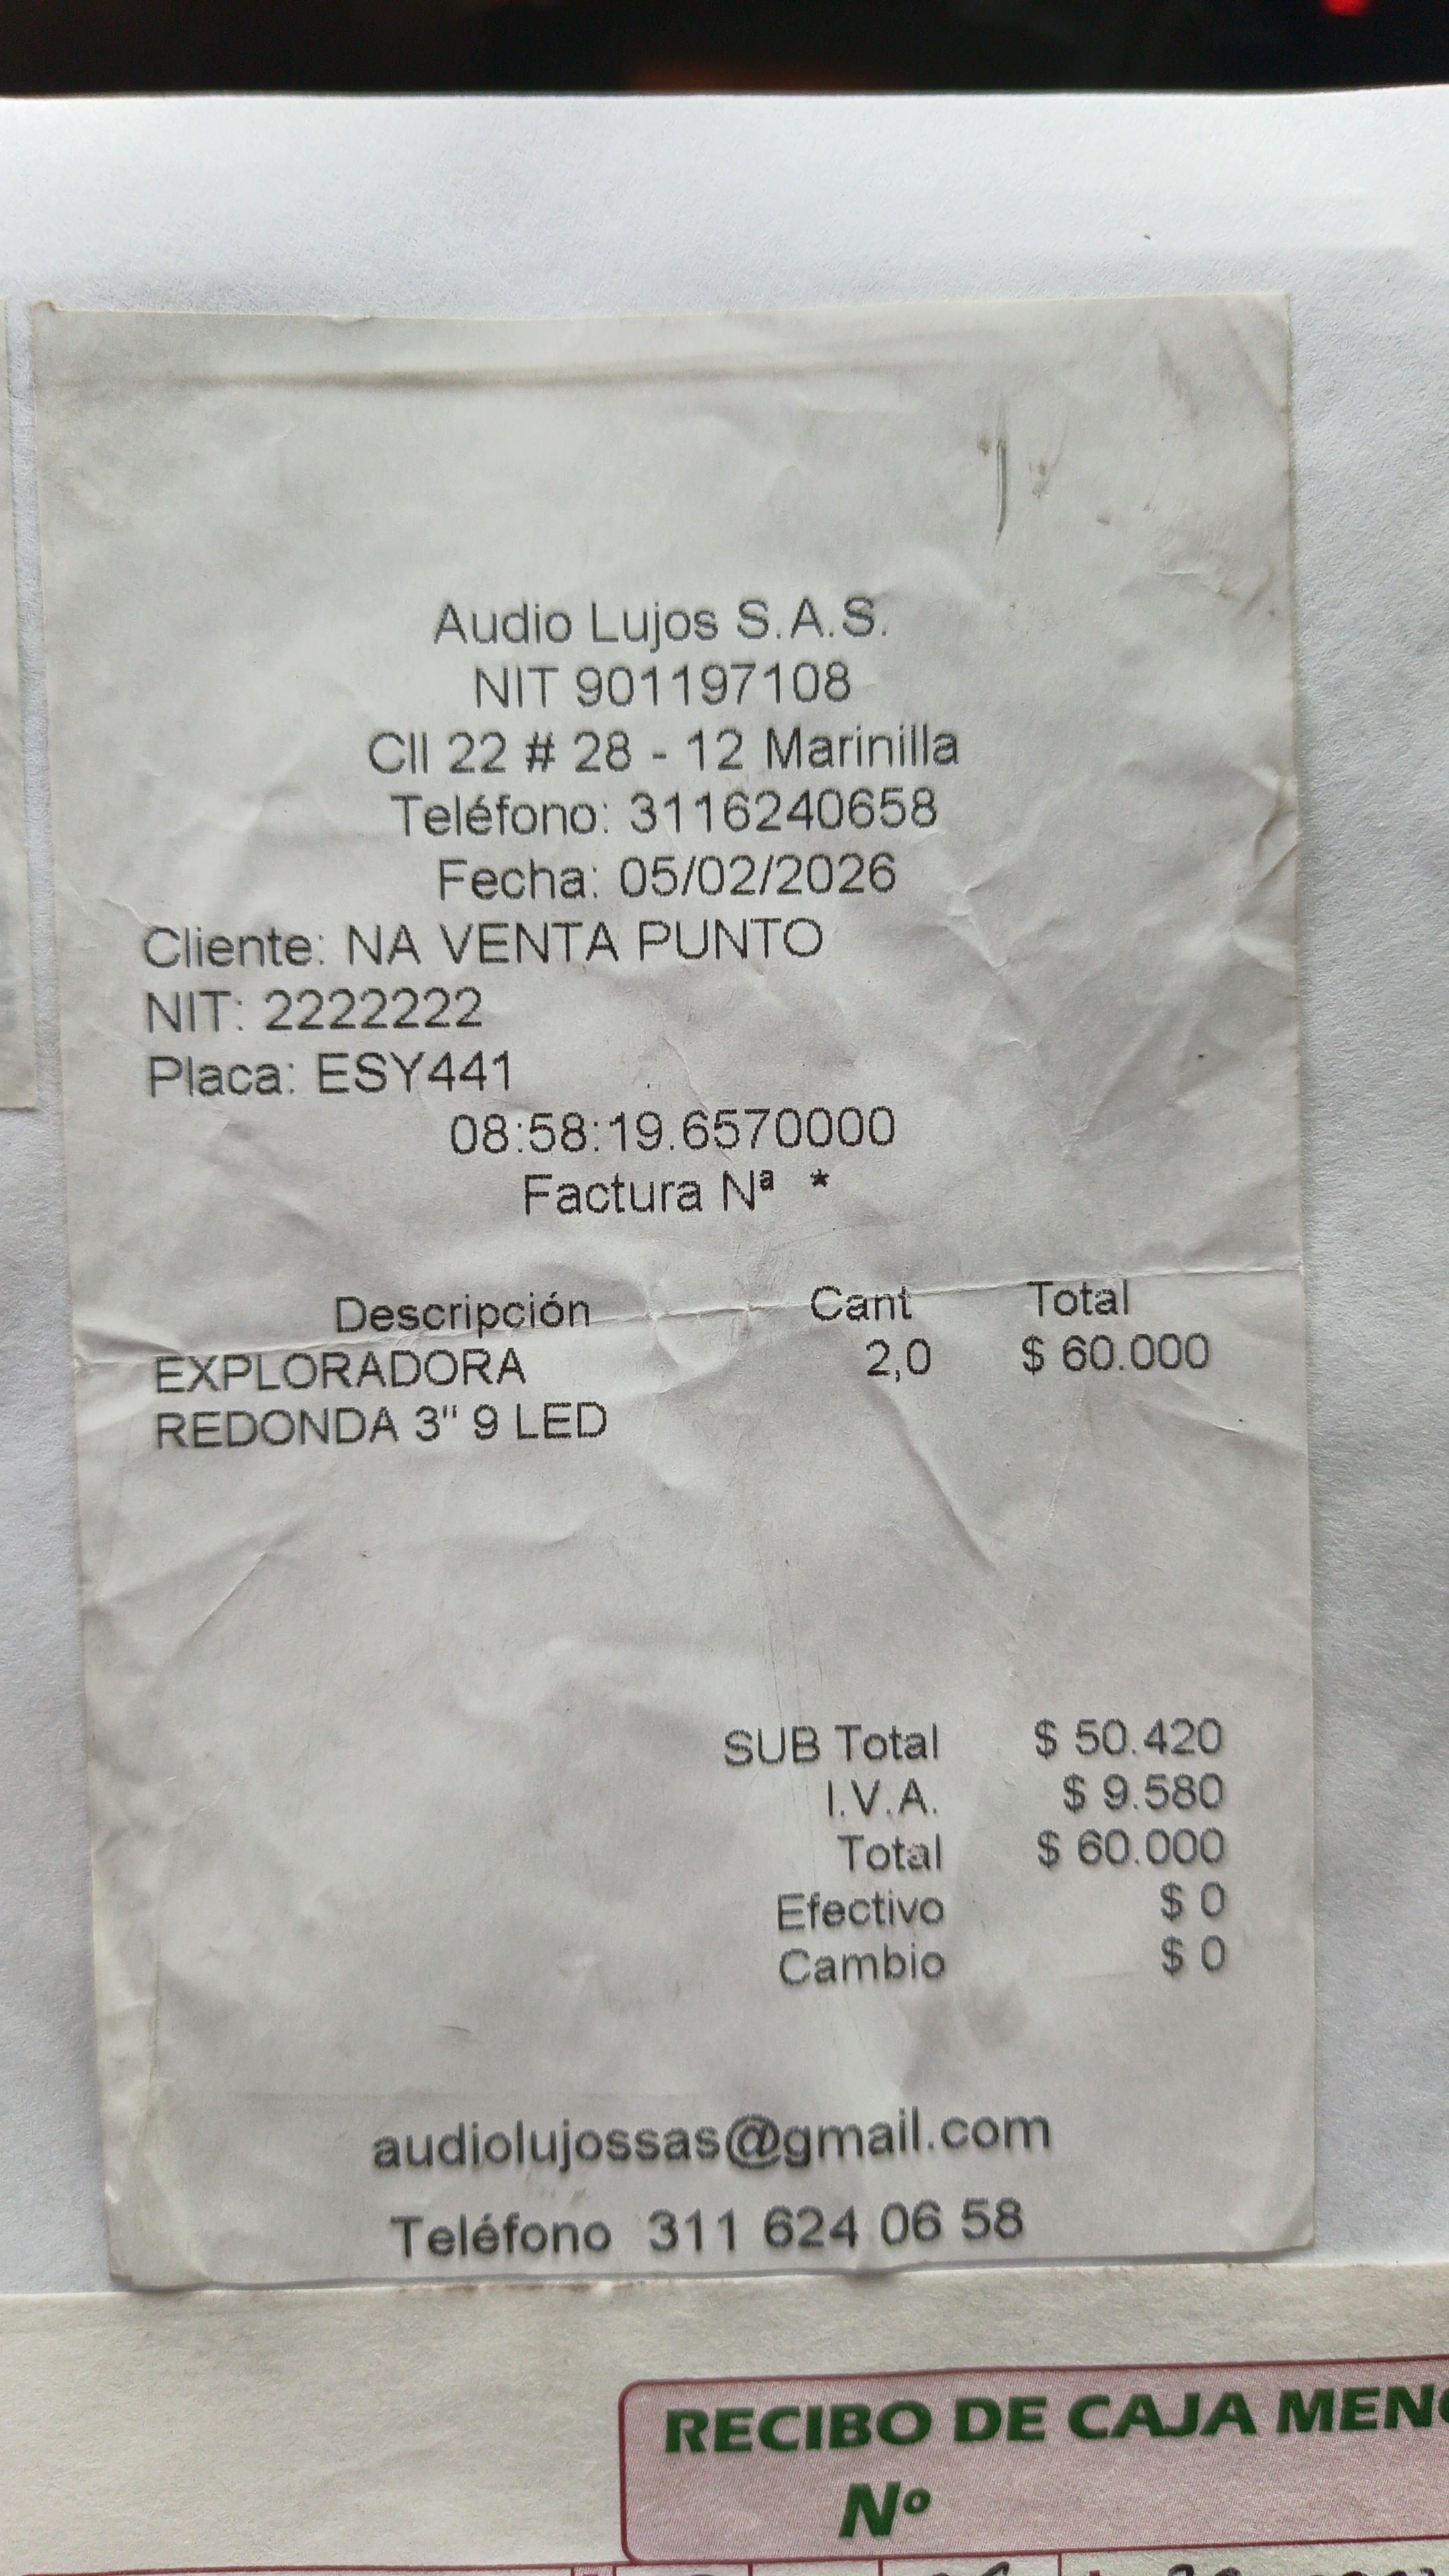 Audio Lujos S.A.S.
NIT 901197108
Cll 22 # 28 - 12 Marinilla
Teléfono: 3116240658
Fecha: 05/02/2026
Cliente: NA VENTA PUNTO
NIT: 2222222
Placa: ESY441
08:58:19.6570000
Factura Nª *
Descripción Cant Total
EXPLORADORA 2,0 $ 60.000
REDONDA 3" 9 LED
SUB Total $ 50.420
I.V.A. $ 9.580
Total $ 60.000
Efectivo $ 0
Cambio $ 0
audiolujossas@gmail.com
Teléfono 311 624 06 58
RECIBO DE CAJA
Nº